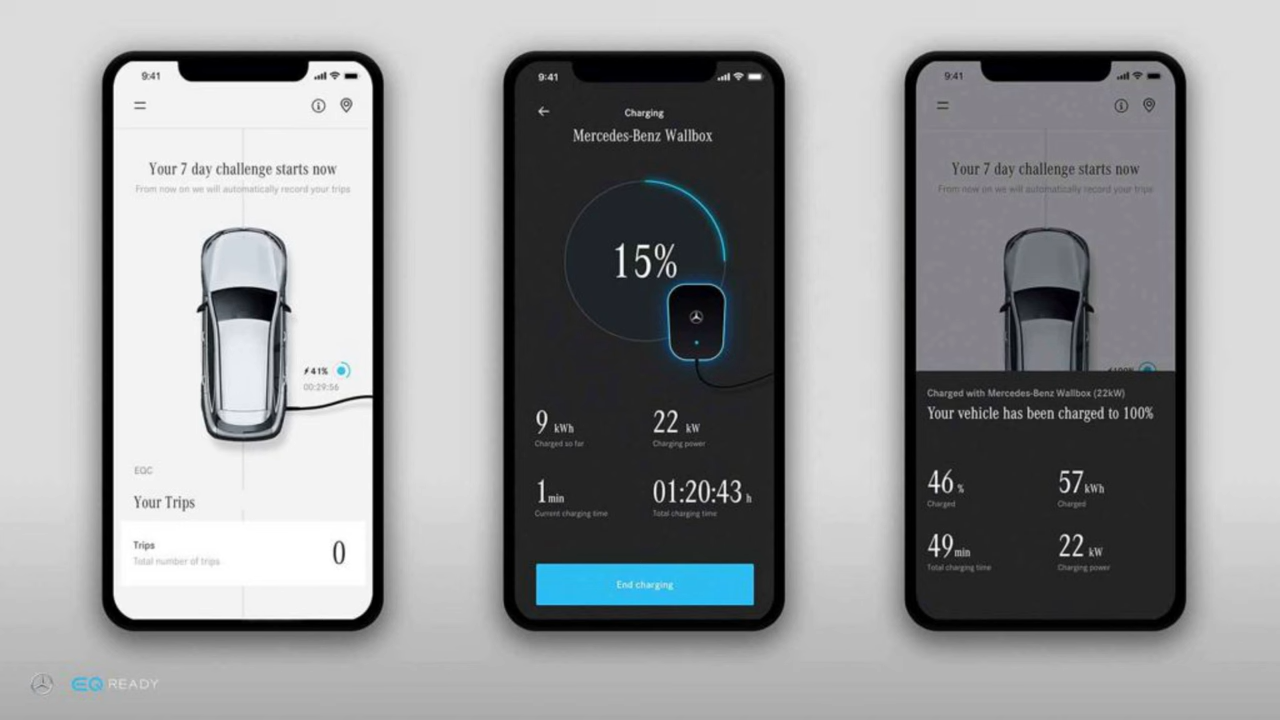 9:41
Your 7 day challenge starts now
From now on we will automatically record your trips
41%
00:29:56
EQC
Your Trips
Trips
Total number of trips
0
9:41
Charging
Mercedes-Benz Wallbox
15%
9 kWh
Charged so far
22 kW
Charging power
1 min
Current charging time
01:20:43 h
Total charging time
End charging
9:41
Your 7 day challenge starts now
From now on we will automatically record your trips
Charged with Mercedes-Benz Wallbox (22kW)
Your vehicle has been charged to 100%
46 %
Charged
57 kWh
Charged
49 min
Total charging time
22 kW
Charging power
EQ READY